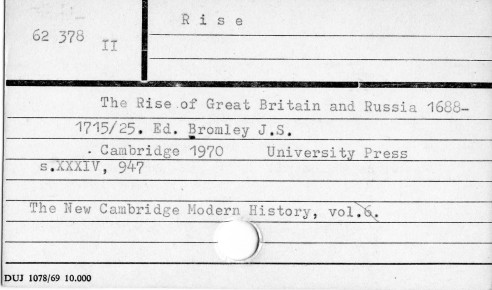 R i s e
62 378 II
The Rise of Great Britain and Russia 1688-
1715/25. Ed. Bromley J.S.
. Cambridge 1970 University Press
s.XXXIV, 947
The New Cambridge Modern History, vol.6.
DUJ 1078/69 10.000